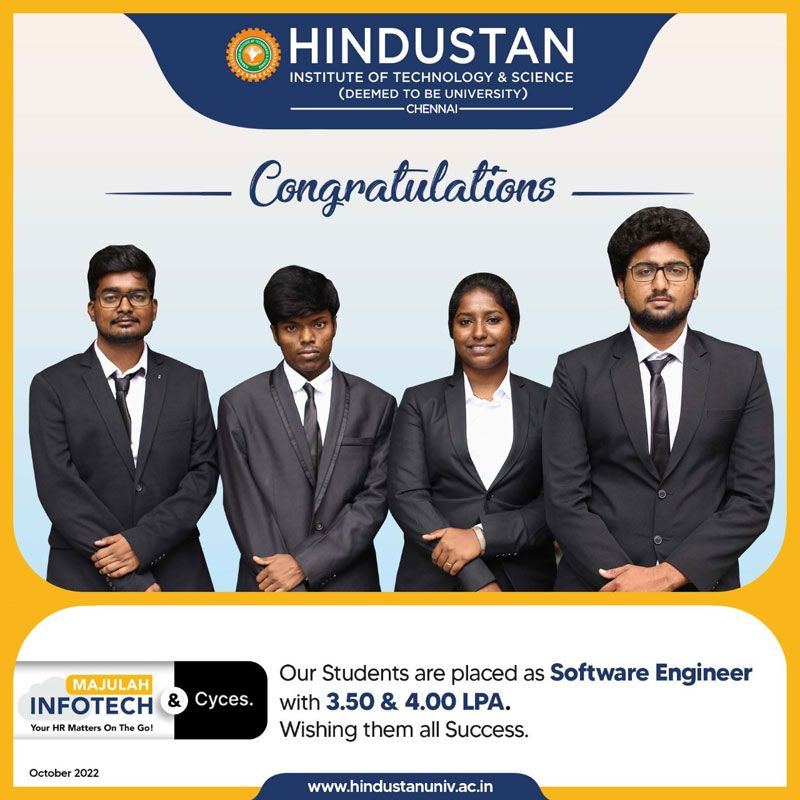 HINDUSTAN
INSTITUTE OF TECHNOLOGY & SCIENCE
(DEEMED TO BE UNIVERSITY)
CHENNAI
Congratulations
MAJULAH
INFOTECH
Your HR Matters On The Go!
&
Cyces.
Our Students are placed as Software Engineer
with 3.50 & 4.00 LPA.
Wishing them all Success.
October 2022
www.hindustanuniv.ac.in